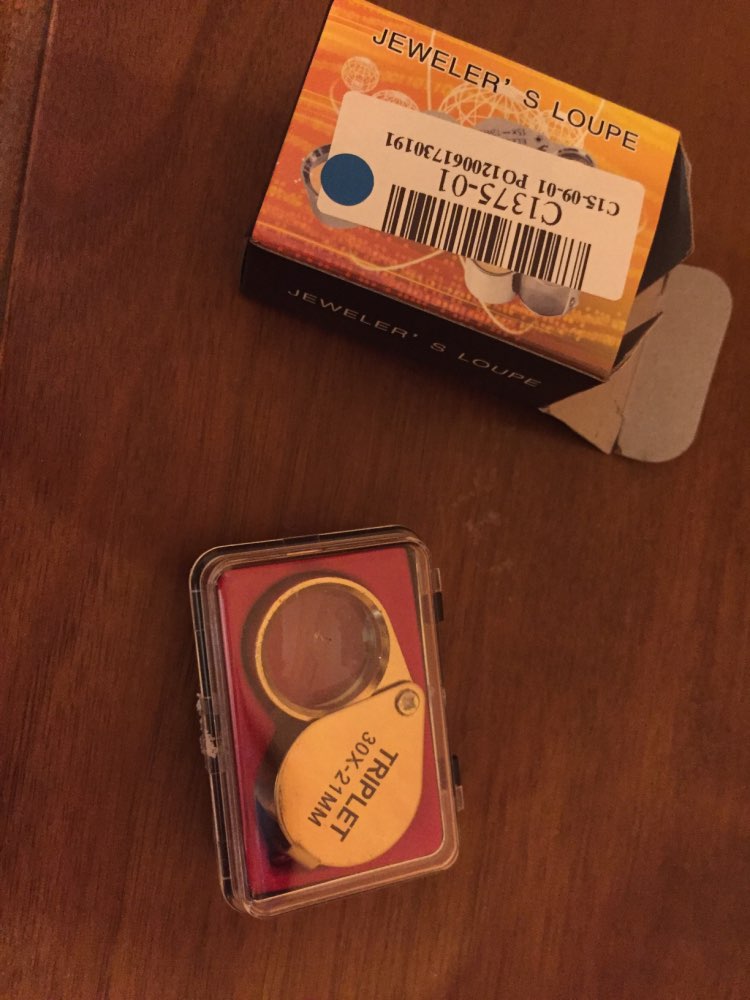 JEWELER' S LOUPE
C15-09-01 PO120061730191
C1375-01
JEWELER' S LOUPE
TRIPLET
30X-21MM